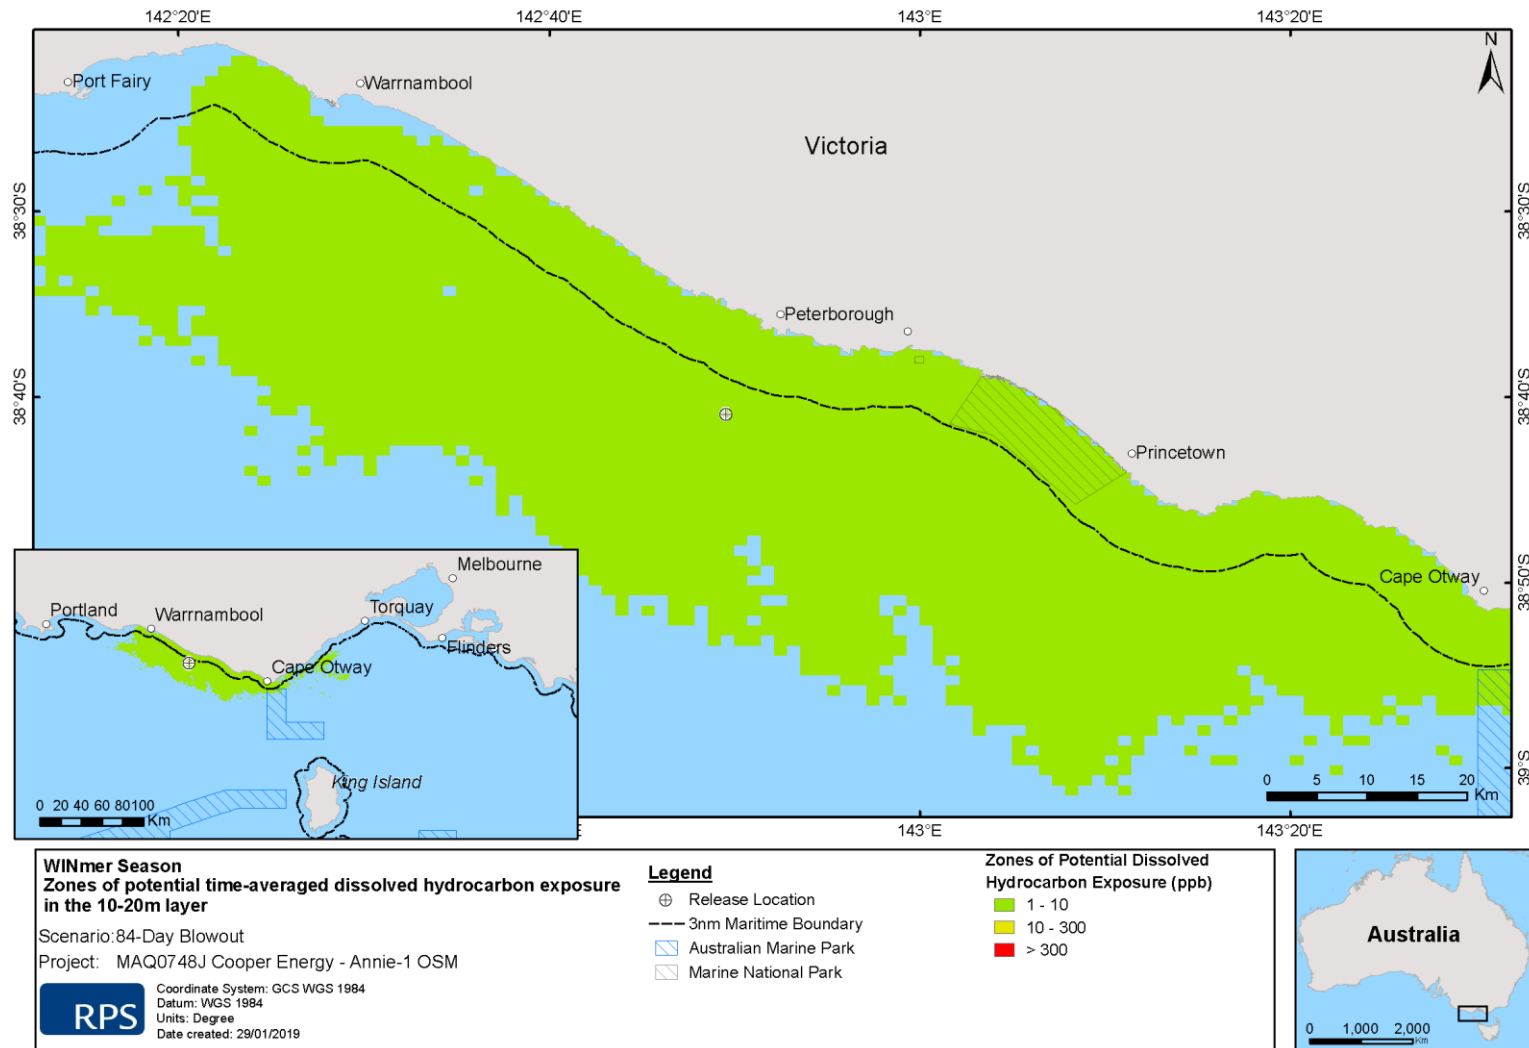 142°20'E
142°40'E
143°0'E
143°20'E
N
Port Fairy
Warrnambool
Victoria
38°30'S
38°30'S
Peterborough
38°40'S
38°40'S
Princetown
Cape Otway
38°50'S
39°0'S
Melbourne
Portland
Warrnambool
Torquay
Flinders
Cape Otway
King Island
0 20 40 60 80100
Km
0 5 10 15 20
Km
143°0'E
143°20'E
WINmer Season
Zones of potential time-averaged dissolved hydrocarbon exposure
in the 10-20m layer
Scenario:84-Day Blowout
Project: MAQ0748J Cooper Energy - Annie-1 OSM
RPS
Coordinate System: GCS WGS 1984
Datum: WGS 1984
Units: Degree
Date created: 29/01/2019
Legend
Release Location
3nm Maritime Boundary
Australian Marine Park
Marine National Park
Zones of Potential Dissolved
Hydrocarbon Exposure (ppb)
1 - 10
10 - 300
> 300
Australia
0 1,000 2,000
Km